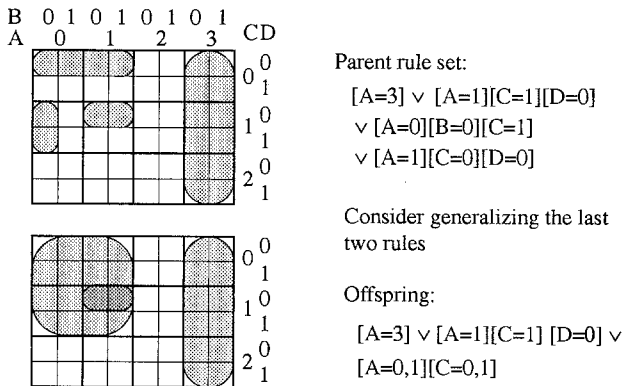 B 0 1 0 1 0 1 0 1
A 0 1 2 3 CD
0 0
1
1 0
1
2 0
1
0 0
1
1 0
1
2 0
1
Parent rule set:
[A=3] ∨ [A=1][C=1][D=0]
∨ [A=0][B=0][C=1]
∨ [A=1][C=0][D=0]
Consider generalizing the last
two rules
Offspring:
[A=3] ∨ [A=1][C=1] [D=0] ∨
[A=0,1][C=0,1]